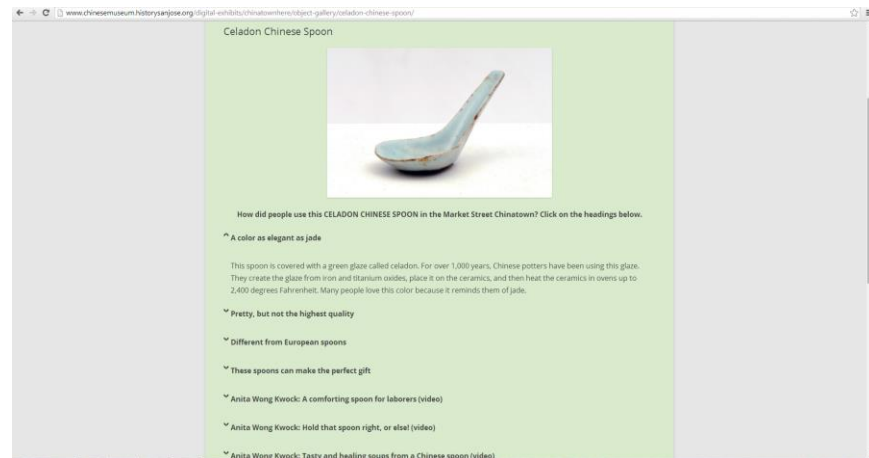 www.chinesemuseum.historysanjose.org/digital-exhibits/chinatownhere/object-gallery/celadon-chinese-spoon/
Celadon Chinese Spoon
How did people use this CELADON CHINESE SPOON in the Market Street Chinatown? Click on the headings below.
A color as elegant as jade
This spoon is covered with a green glaze called celadon. For over 1,000 years, Chinese potters have been using this glaze.
They create the glaze from iron and titanium oxides, place it on the ceramics, and then heat the ceramics in ovens up to
2,400 degrees Fahrenheit. Many people love this color because it reminds them of jade.
Pretty, but not the highest quality
Different from European spoons
These spoons can make the perfect gift
Anita Wong Kwock: A comforting spoon for laborers (video)
Anita Wong Kwock: Hold that spoon right, or else! (video)
Anita Wong Kwock: Tasty and healing soups from a Chinese spoon (video)